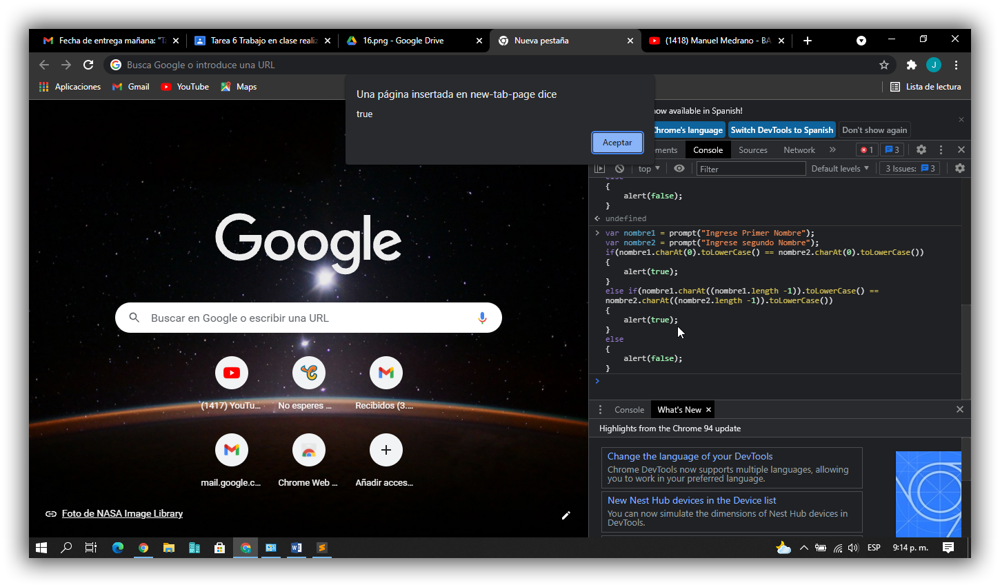 Fecha de entrega mañana: "Ta
Tarea 6 Trabajo en clase realiz
16.png - Google Drive
Nueva pestaña
(1418) Manuel Medrano - BA
Busca Google o introduce una URL
J
Aplicaciones
Gmail
YouTube
Maps
Lista de lectura
Una página insertada en new-tab-page dice
true
Aceptar
now available in Spanish!
Chrome's language
Switch DevTools to Spanish
Don't show again
ments
Console
Sources
Network
1
3
top
Filter
Default levels
3 Issues:
3
else
{
alert(false);
}
undefined
var nombre1 = prompt("Ingrese Primer Nombre");
var nombre2 = prompt("Ingrese segundo Nombre");
if(nombre1.charAt(0).toLowerCase() == nombre2.charAt(0).toLowerCase())
{
alert(true);
}
else if(nombre1.charAt((nombre1.length -1)).toLowerCase() ==
nombre2.charAt((nombre2.length -1)).toLowerCase())
{
alert(true);
}
else
{
alert(false);
}
Console
What's New
Highlights from the Chrome 94 update
Change the language of your DevTools
Chrome DevTools now supports multiple languages, allowing
you to work in your preferred language.
New Nest Hub devices in the Device list
You can now simulate the dimensions of Nest Hub devices in
DevTools.
Google
Buscar en Google o escribir una URL
(1417) YouTu...
No esperes ...
Recibidos (3....
mail.google.c...
Chrome Web ...
Añadir acces...
Foto de NASA Image Library
ESP
9:14 p. m.